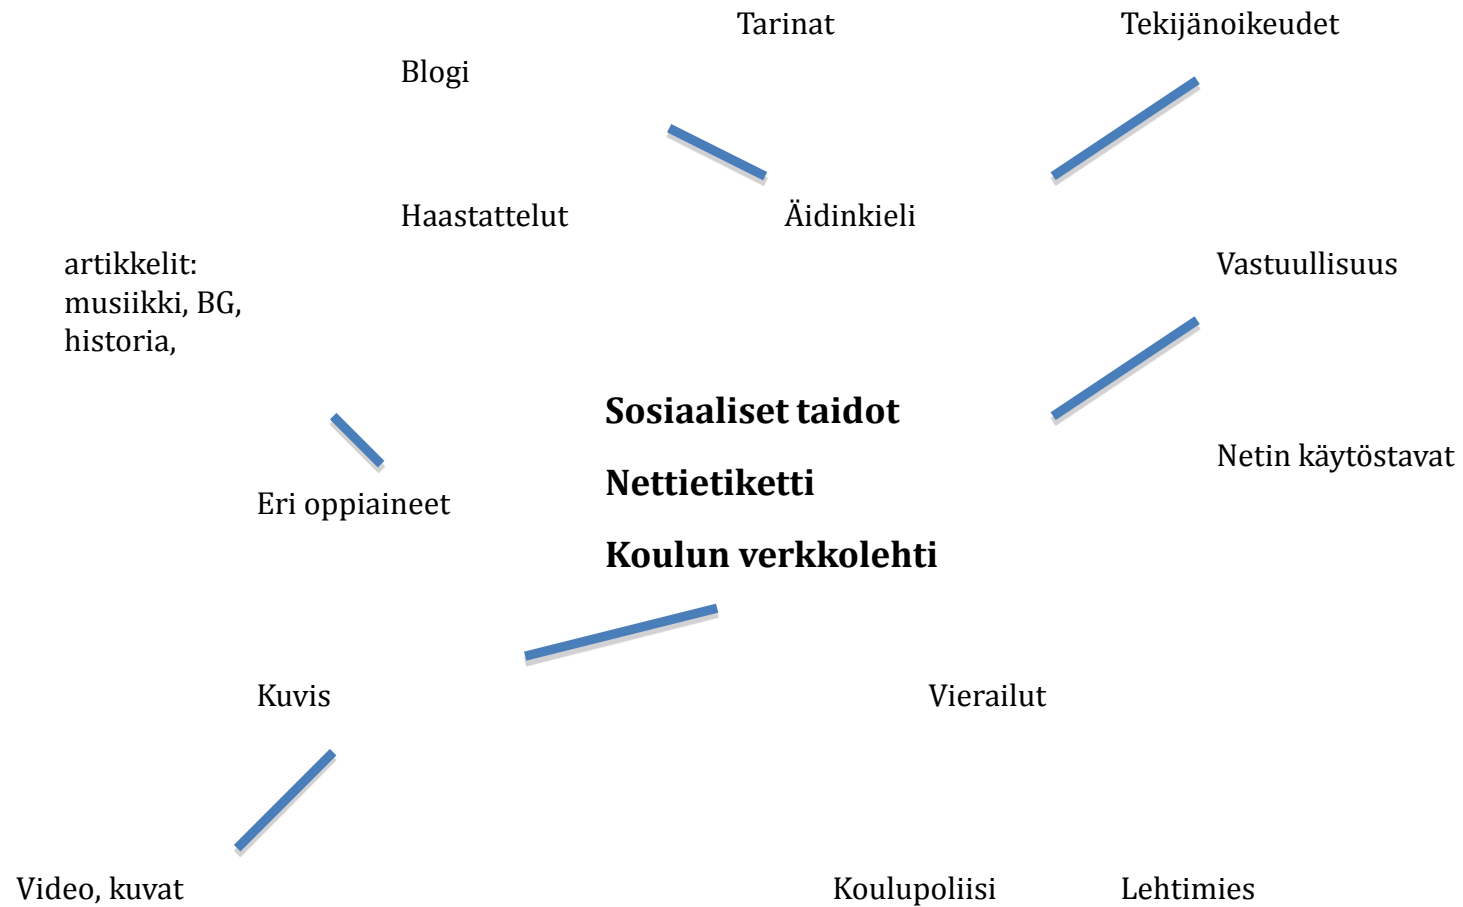 Tarinat
Tekijänoikeudet
Blogi
Haastattelut
Äidinkieli
artikkelit:
musiikki, BG,
historia,
Vastuullisuus
Sosiaaliset taidot
Netin käytöstavat
Nettietiketti
Eri oppiaineet
Koulun verkkolehti
Kuvis
Vierailut
Video, kuvat
Koulupoliisi
Lehtimies